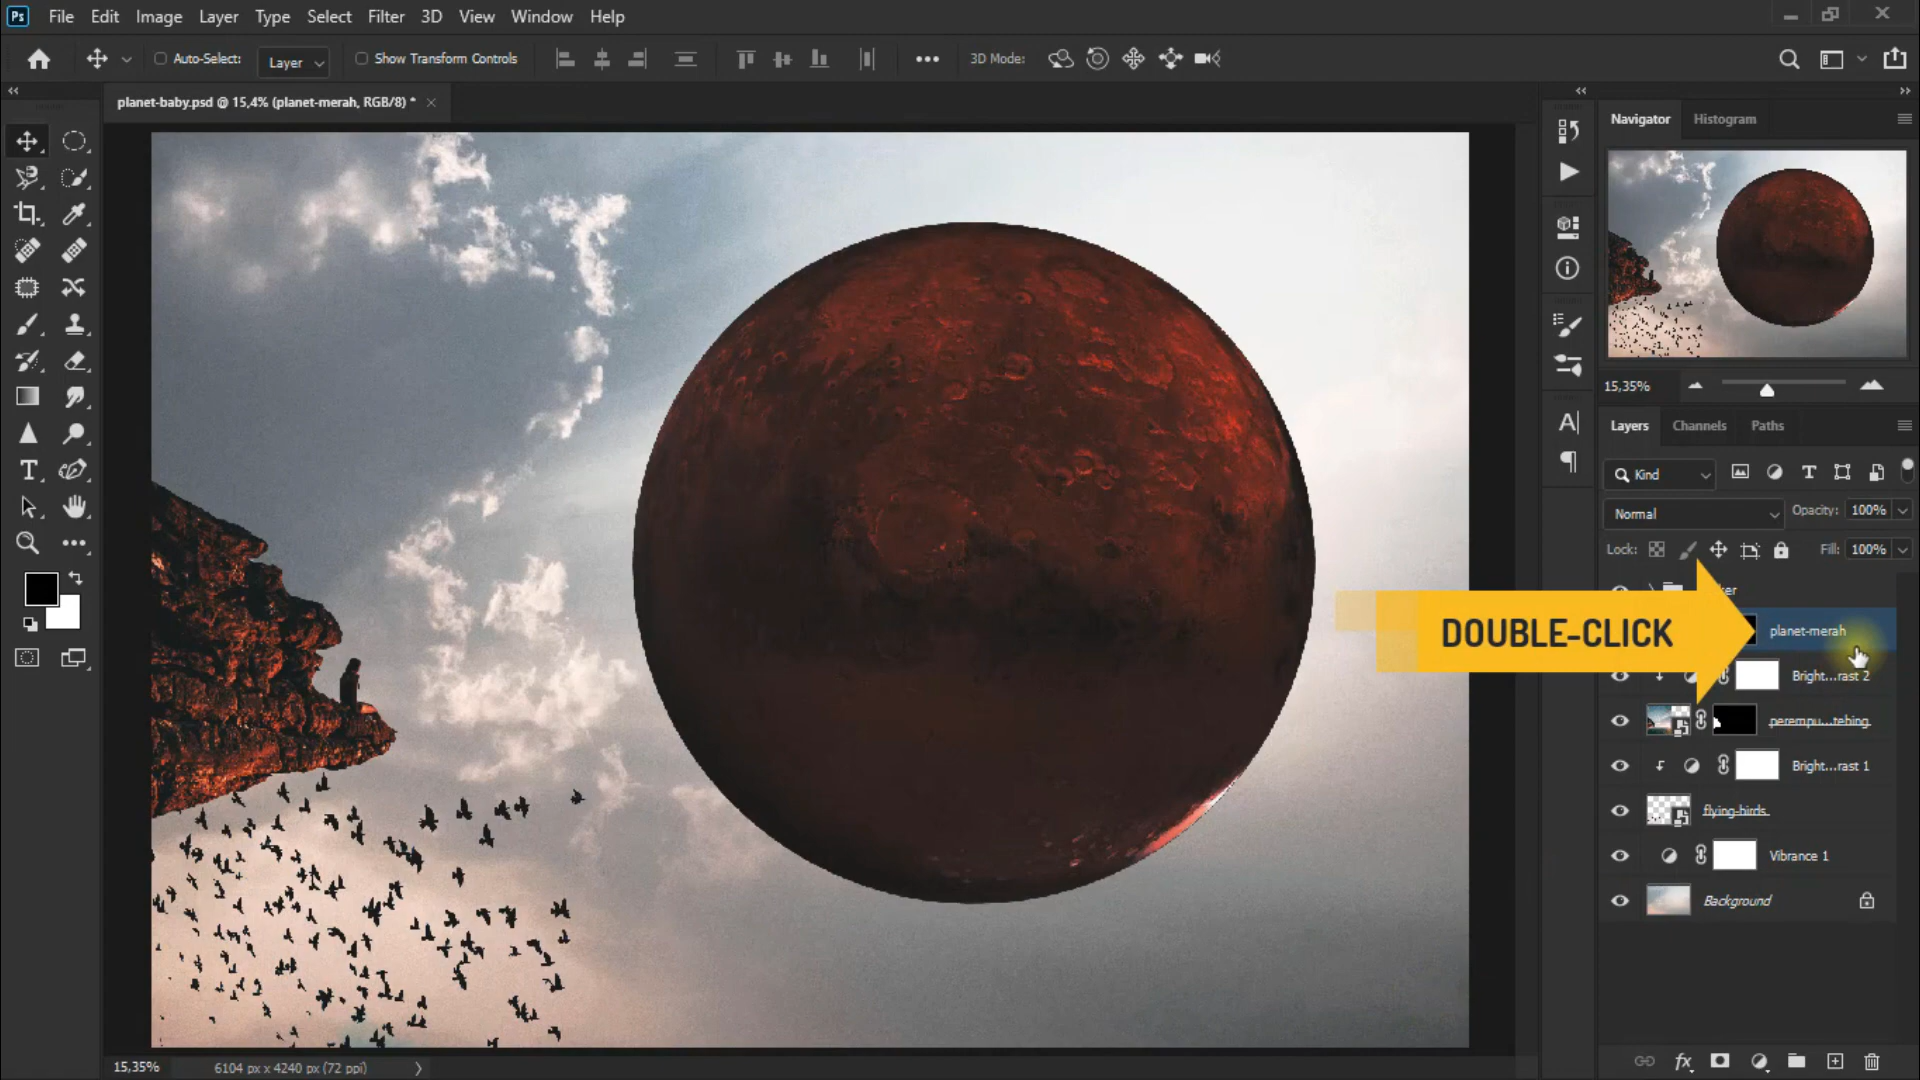 Ps File Edit Image Layer Type Select Filter 3D View Window Help
Auto-Select: Layer Show Transform Controls 3D Mode:
planet-baby.psd @ 15,4% (planet-merah, RGB/8) *
Navigator Histogram
15,35%
Layers Channels Paths
Kind
Normal Opacity: 100%
Lock: Fill: 100%
DOUBLE-CLICK
planet-merah
Bright...rast 2
perempu...tebing
Bright...rast 1
flying-birds
Vibrance 1
Background
15,35% 6104 px x 4240 px (72 ppi)